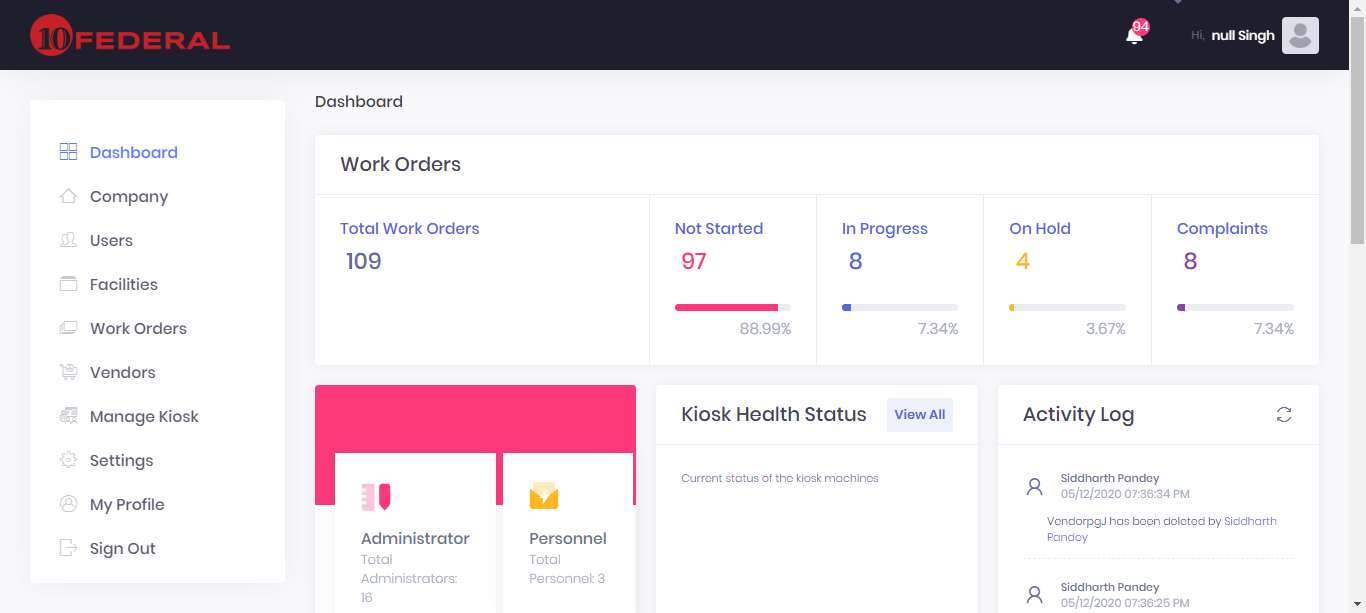 10 FEDERAL
94
Hi, null Singh
Dashboard
Company
Users
Facilities
Work Orders
Vendors
Manage Kiosk
Settings
My Profile
Sign Out
Dashboard
Work Orders
Total Work Orders
109
Not Started
97
88.99%
In Progress
8
7.34%
On Hold
4
3.67%
Complaints
8
7.34%
Administrator
Total
Administrators:
16
Personnel
Total
Personnel: 3
Kiosk Health Status
View All
Current status of the kiosk machines
Activity Log
Siddharth Pandey
05/12/2020 07:36:34 PM
VendorpgJ has been deleted by Siddharth
Pandey
Siddharth Pandey
05/12/2020 07:36:25 PM